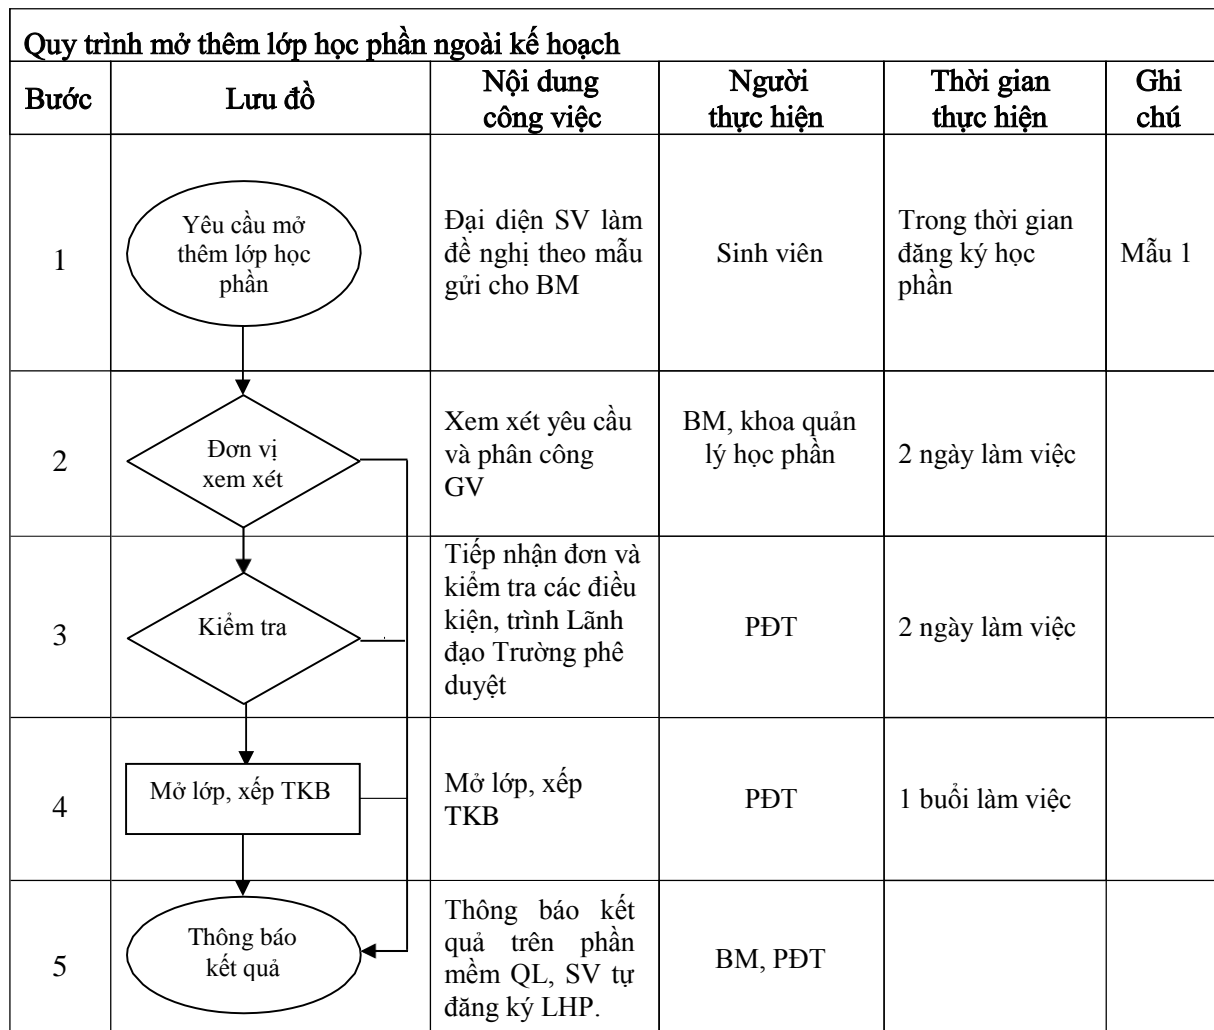 Quy trình mở thêm lớp học phần ngoài kế hoạch
Bước
Lưu đồ
Nội dung
công việc
Người
thực hiện
Thời gian
thực hiện
Ghi
chú
1
Yêu cầu mở
thêm lớp học
phần
Đại diện SV làm
đề nghị theo mẫu
gửi cho BM
Sinh viên
Trong thời gian
đăng ký học
phần
Mẫu 1
2
Đơn vị
xem xét
Xem xét yêu cầu
và phân công
GV
BM, khoa quản
lý học phần
2 ngày làm việc
3
Kiểm tra
Tiếp nhận đơn và
kiểm tra các điều
kiện, trình Lãnh
đạo Trường phê
duyệt
PĐT
2 ngày làm việc
4
Mở lớp, xếp TKB
Mở lớp, xếp
TKB
PĐT
1 buổi làm việc
5
Thông báo
kết quả
Thông báo kết
quả trên phần
mềm QL, SV tự
đăng ký LHP.
BM, PĐT